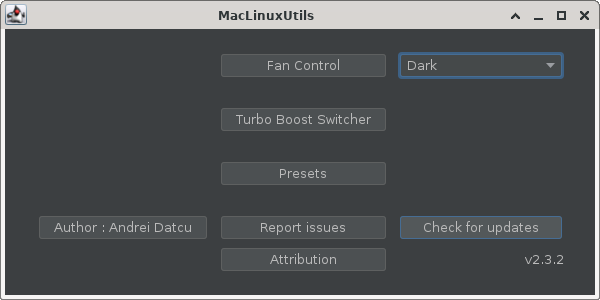 MacLinuxUtils
Fan Control
Dark
Turbo Boost Switcher
Presets
Author : Andrei Datcu
Report issues
Check for updates
Attribution
v2.3.2